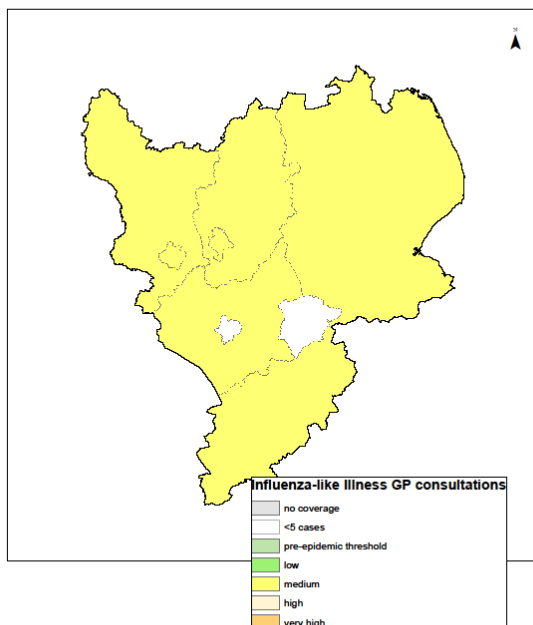 Influenza-like Illness GP consultations
no coverage
<5 cases
pre-epidemic threshold
low
medium
high
very high